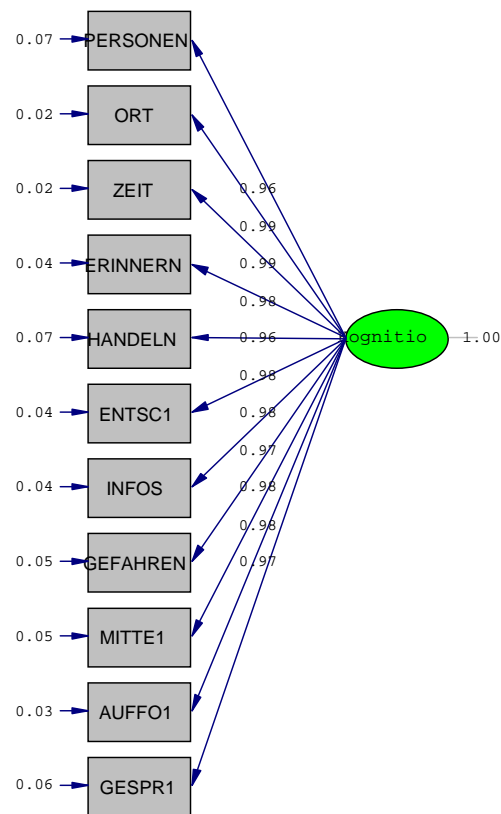 0.07 PERSONEN
0.02 ORT
0.02 ZEIT
0.96
0.99
0.04 ERINNERN
0.99
0.98
0.07 HANDELN
0.96
ognitio
1.00
0.98
0.04 ENTSC1
0.98
0.97
0.04 INFOS
0.98
0.98
0.05 GEFAHREN
0.97
0.05 MITTE1
0.03 AUFFO1
0.06 GESPR1